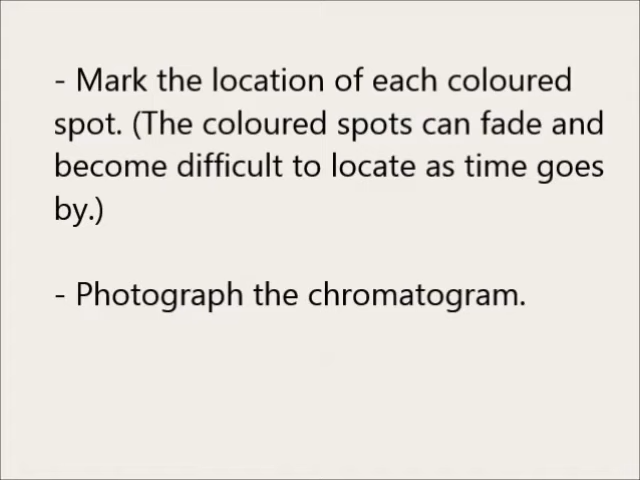 - Mark the location of each coloured
spot. (The coloured spots can fade and
become difficult to locate as time goes
by.)
- Photograph the chromatogram.